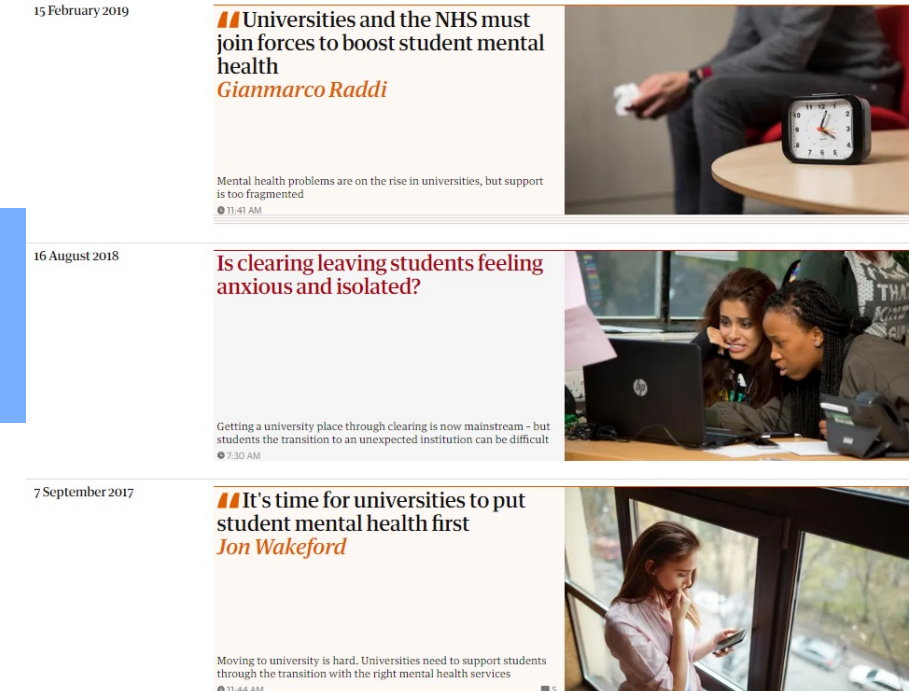 15 February 2019
Universities and the NHS must
join forces to boost student mental
health
Gianmarco Raddi
Mental health problems are on the rise in universities, but support
is too fragmented
11:41 AM
16 August 2018
Is clearing leaving students feeling
anxious and isolated?
Getting a university place through clearing is now mainstream – but
students the transition to an unexpected institution can be difficult
7:30 AM
hp
THAT
KIND
7 September 2017
It's time for universities to put
student mental health first
Jon Wakeford
Moving to university is hard. Universities need to support students
through the transition with the right mental health services
11:44 AM
5